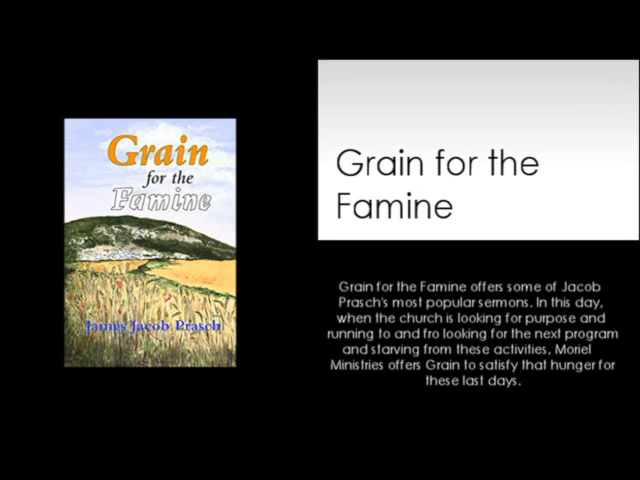 Grain
for the
Famine
James Jacob Prasch
Grain for the
Famine
Grain for the Famine offers some of Jacob
Prasch's most popular sermons. In this day,
when the church is looking for purpose and
running to and fro looking for the next program
and starving from these activities, Moriel
Ministries offers Grain to satisfy that hunger for
these last days.